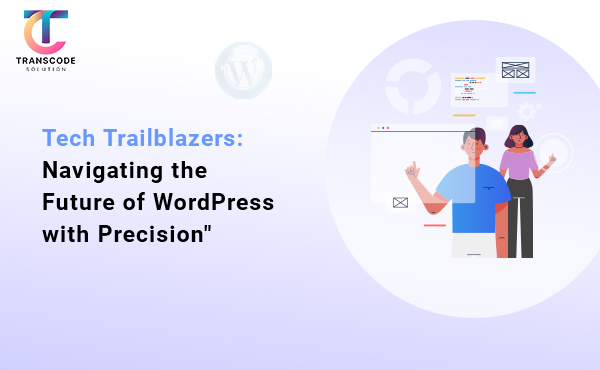 TRANSCODE
SOLUTION
Tech Trailblazers:
Navigating the
Future of WordPress
with Precision"